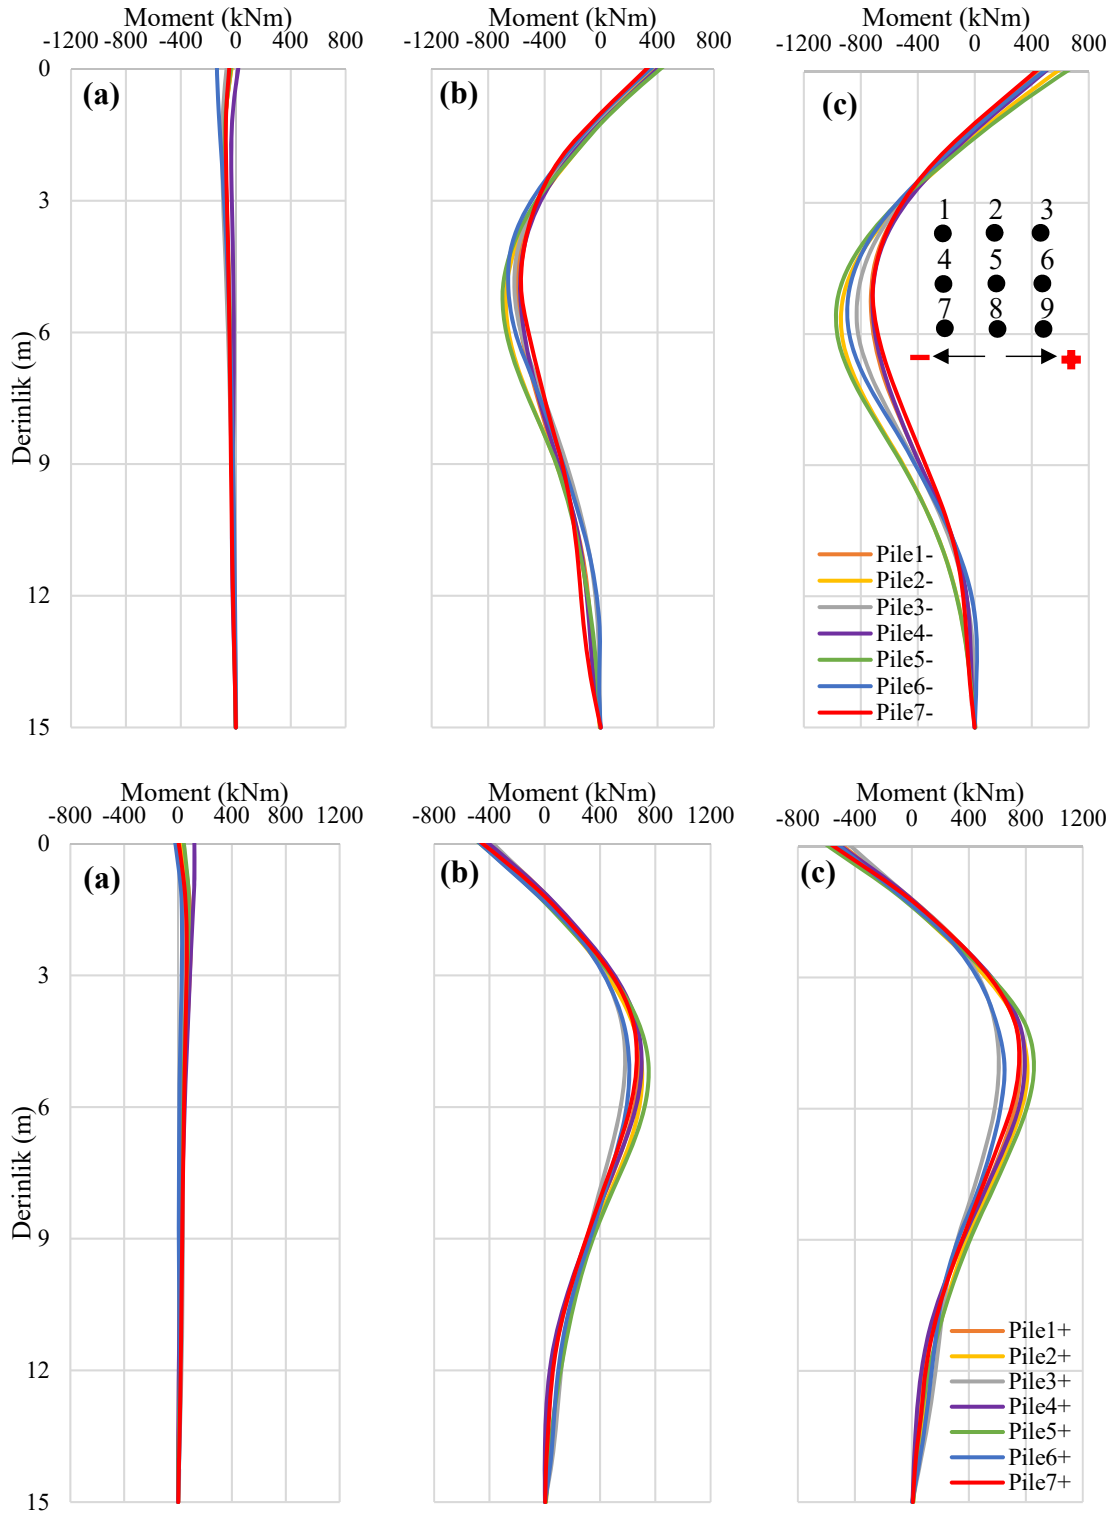 Moment (kNm)
-1200 -800 -400 0 400 800
Moment (kNm)
-1200 -800 -400 0 400 800
Moment (kNm)
-1200 -800 -400 0 400 800
0
3
6
9
12
15
Derinlik (m)
(a)
(b)
(c)
1 2 3
4 5 6
7 8 9
Pile1-
Pile2-
Pile3-
Pile4-
Pile5-
Pile6-
Pile7-
Moment (kNm)
-800 -400 0 400 800 1200
Moment (kNm)
-800 -400 0 400 800 1200
Moment (kNm)
-800 -400 0 400 800 1200
0
3
6
9
12
15
Derinlik (m)
(a)
(b)
(c)
Pile1+
Pile2+
Pile3+
Pile4+
Pile5+
Pile6+
Pile7+